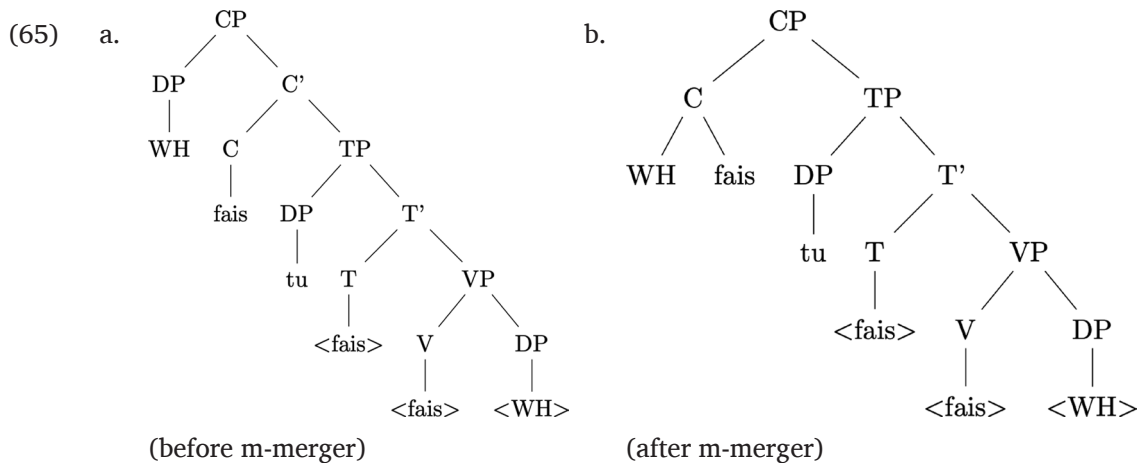 (65) a. CP b. CP
DP C'
WH C TP
fais DP T'
tu T VP
<fais> V DP
<fais> <WH>
(before m-merger)
C TP
WH fais DP T'
tu T VP
<fais> V DP
<fais> <WH>
(after m-merger)